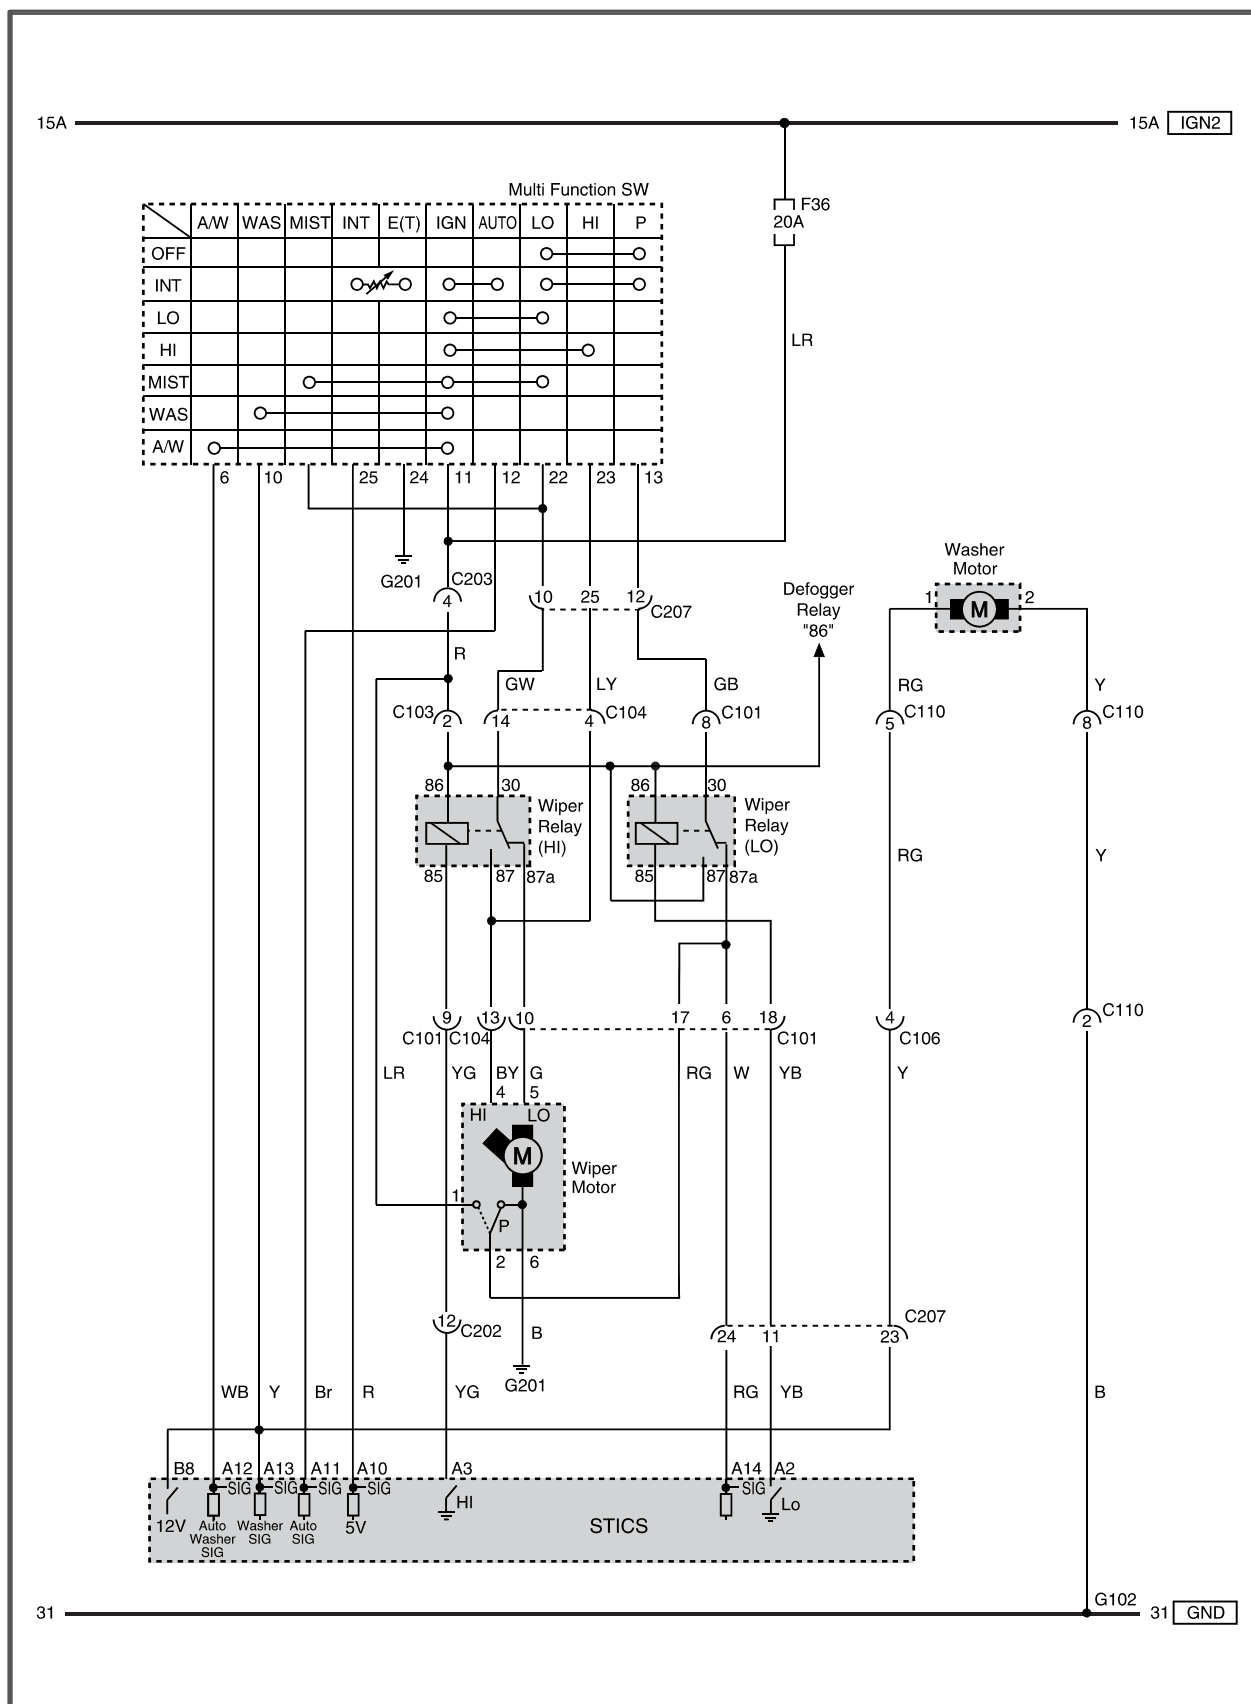 15A 15A IGN2
Multi Function SW
F36
20A
A/W WAS MIST INT E(T) IGN AUTO LO HI P
OFF
INT
LO
HI
MIST
WAS
A/W
LR
6 10 25 24 11 12 22 23 13
G201 C203
4
10 25 12
C207
Washer
Motor
1 M 2
Defogger
Relay
"86"
R
GW LY GB RG Y
C103 2 14 4 C104 8 C101 5 C110 8 C110
86 30 86 30
Wiper
Relay
(HI)
Wiper
Relay
(LO)
85 87 87a 85 87 87a
RG Y
9 13 10 17 6 18 4 C110
2
C101 C104 C101 C106
LR YG BY G RG W YB Y
4 5
HI LO
M
Wiper
Motor
1
P
2 6
12
C202
B
C207
24 11 23
G201
WB Y Br R YG RG YB B
B8 A12 A13 A11 A10 A3 A14 A2
SIG SIG SIG SIG HI SIG Lo
12V Auto
Washer
SIG
Washer
SIG
Auto
SIG
5V
STICS
G102
31 31 GND